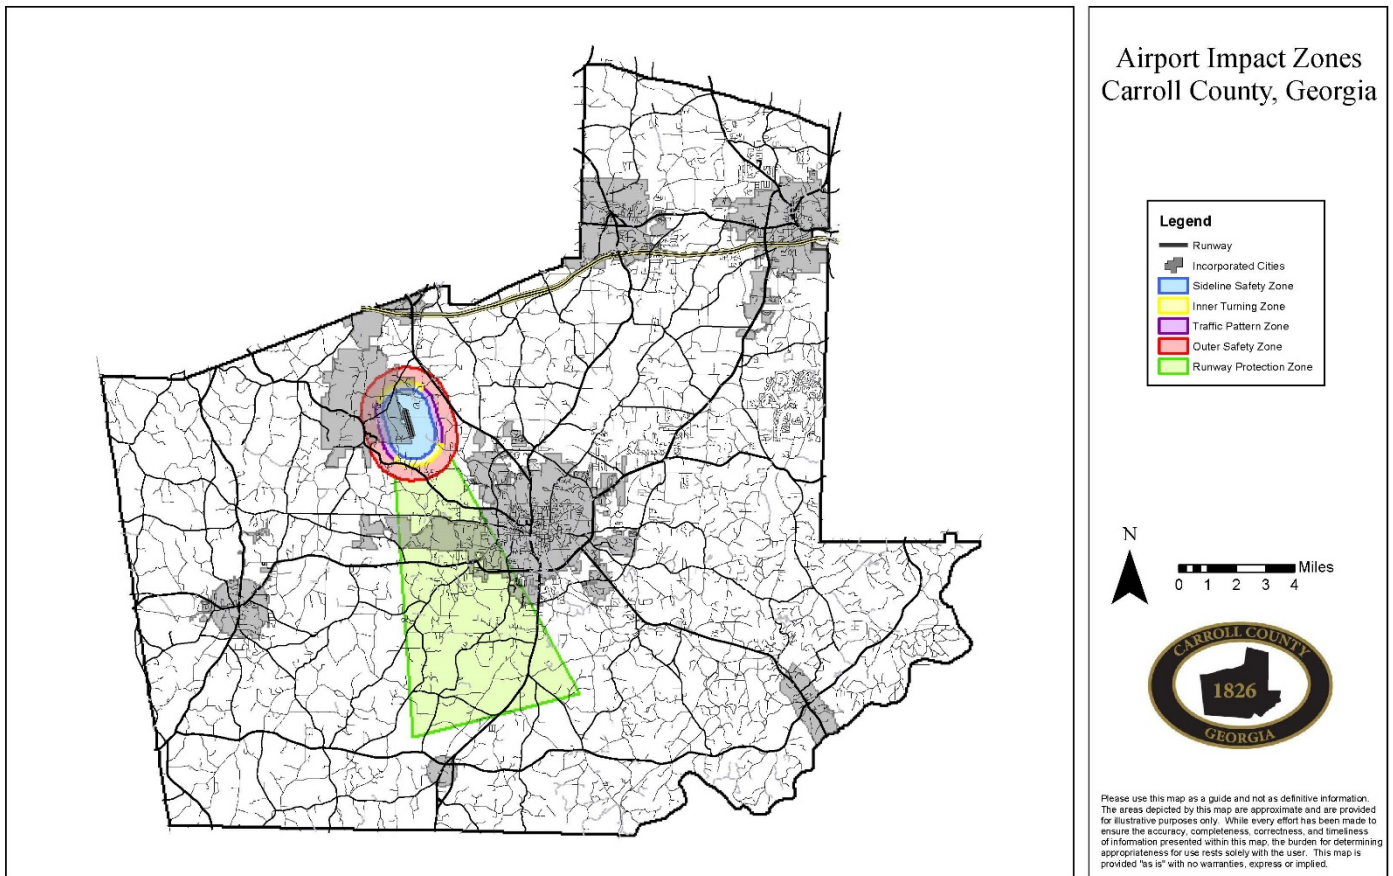 Airport Impact Zones
Carroll County, Georgia
Legend
Runway
Incorporated Cities
Sideline Safety Zone
Inner Turning Zone
Traffic Pattern Zone
Outer Safety Zone
Runway Protection Zone
N
0 1 2 3 4 Miles
CARROLL COUNTY
1826
GEORGIA
Please use this map as a guide and not as definitive information.
The areas depicted by this map are approximate and are provided
for illustrative purposes only. While every effort has been made to
ensure the accuracy, completeness, correctness, and timeliness
of information presented within this map, the burden for determining
appropriateness for use rests solely with the user. This map is
provided "as is" with no warranties, express or implied.